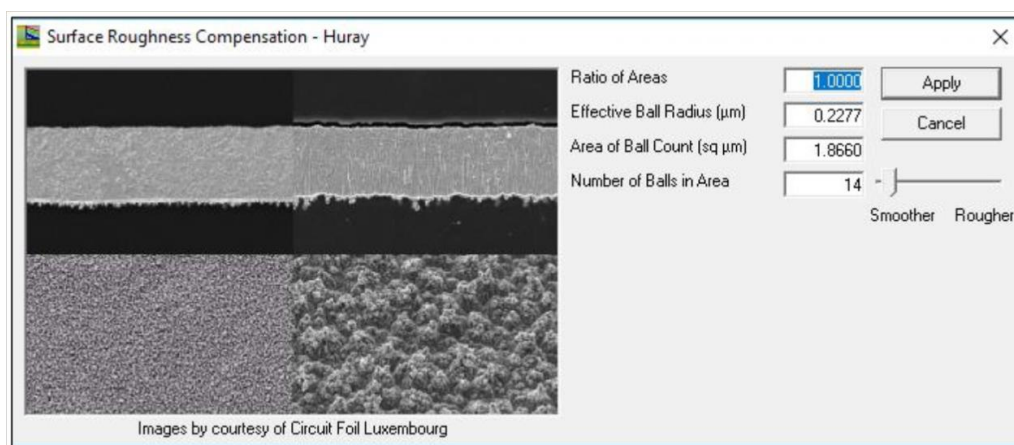 Surface Roughness Compensation - Huray
Ratio of Areas 1.0000 Apply
Effective Ball Radius (µm) 0.2277 Cancel
Area of Ball Count (sq µm) 1.8660
Number of Balls in Area 14
Smoother Rougher
Images by courtesy of Circuit Foil Luxembourg